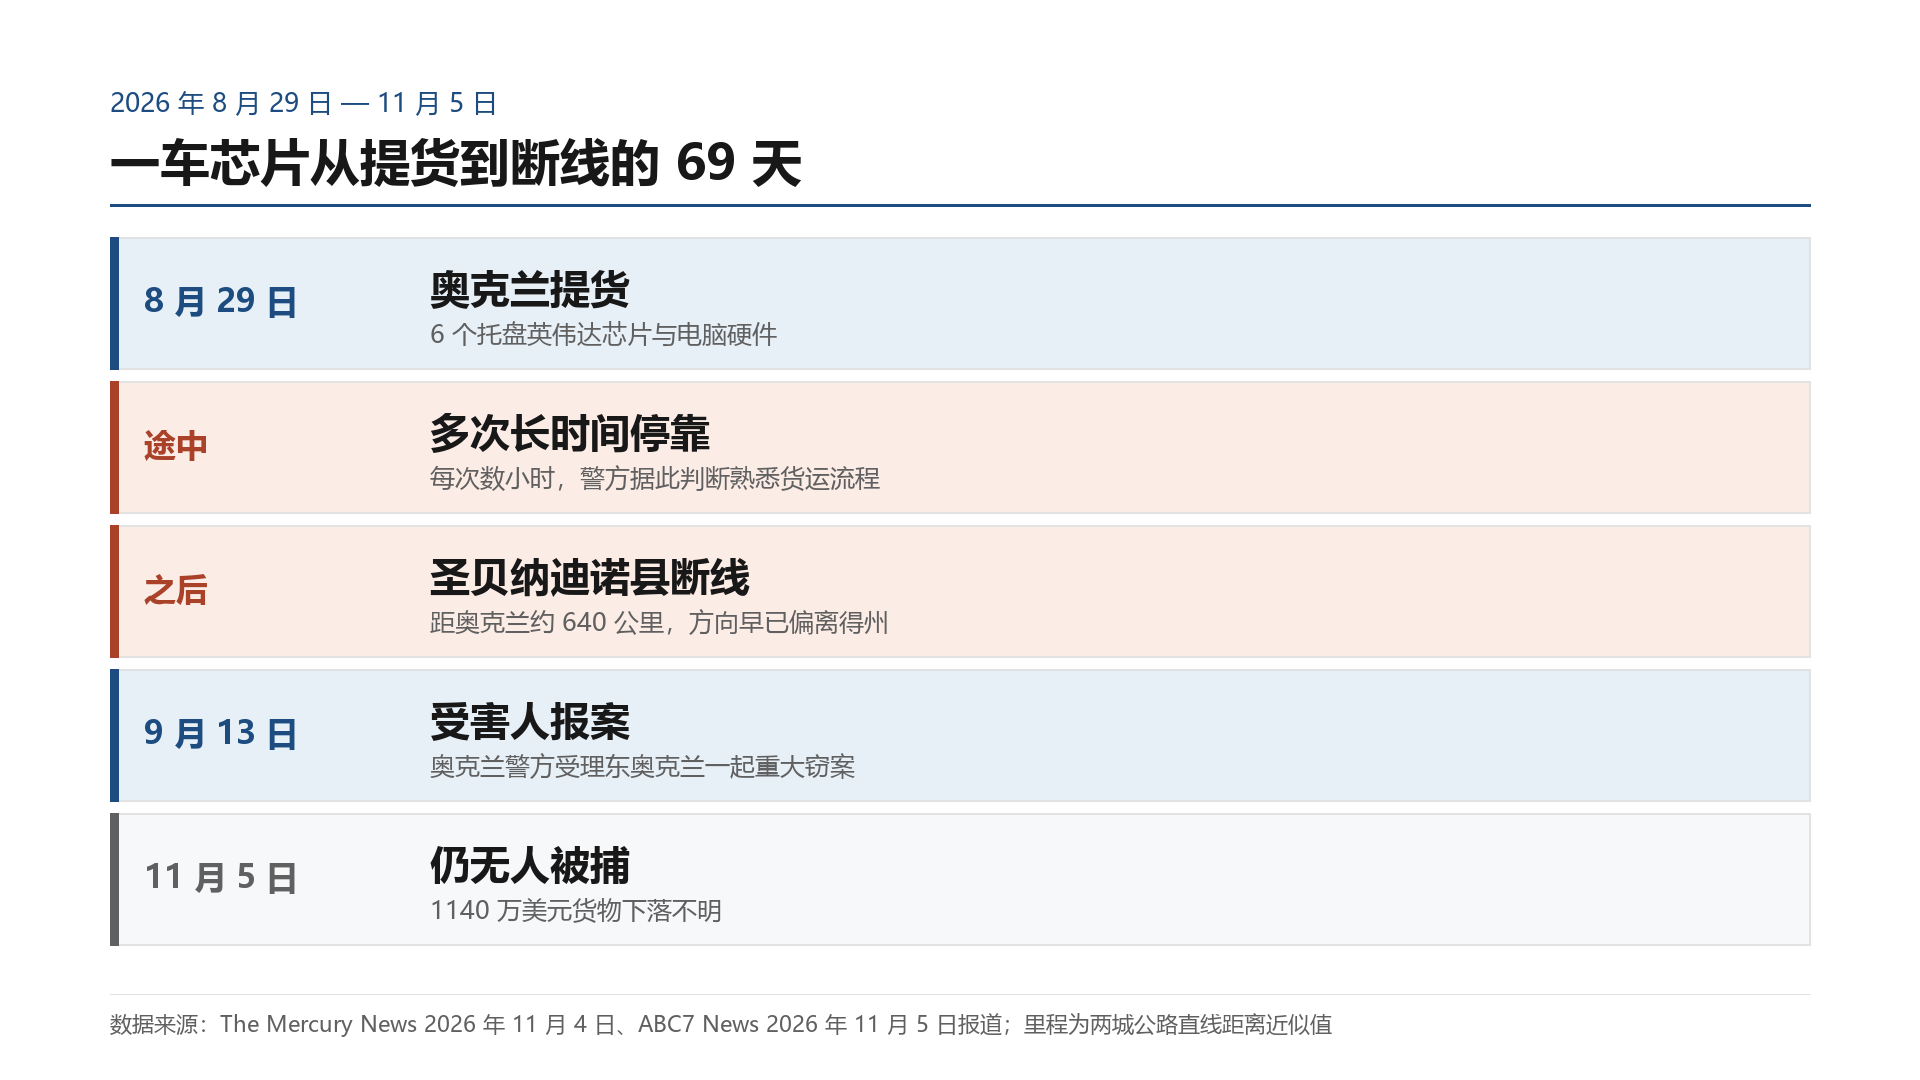 2026 年 8 月 29 日 — 11 月 5 日
一车芯片从提货到断线的 69 天
8 月 29 日
奥克兰提货
6 个托盘英伟达芯片与电脑硬件
途中
多次长时间停靠
每次数小时，警方据此判断熟悉货运流程
之后
圣贝纳迪诺县断线
距奥克兰约 640 公里，方向早已偏离得州
9 月 13 日
受害人报案
奥克兰警方受理东奥克兰一起重大窃案
11 月 5 日
仍无人被捕
1140 万美元货物下落不明
数据来源：The Mercury News 2026 年 11 月 4 日、ABC7 News 2026 年 11 月 5 日报道；里程为两城公路直线距离近似值